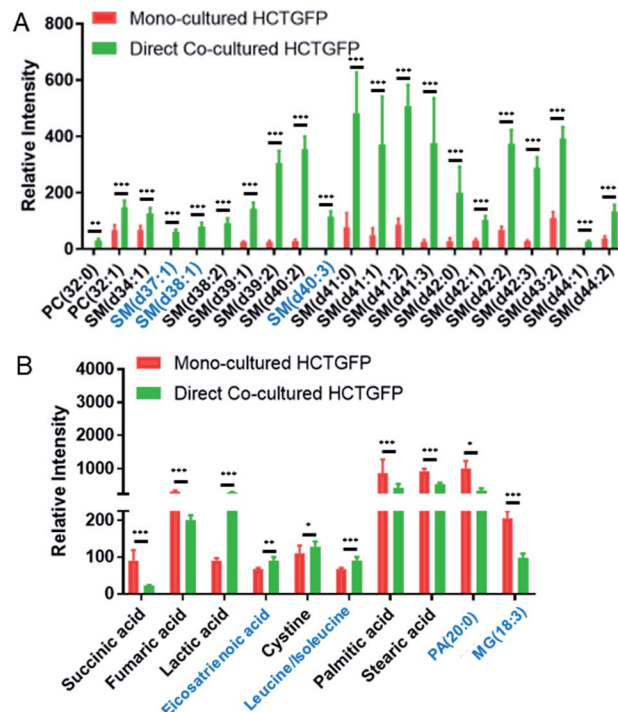 A
Mono-cultured HCTGFP
Direct Co-cultured HCTGFP
Relative Intensity
800
600
400
200
0
** *** *** *** *** *** *** *** *** *** *** *** *** *** *** *** *** *** *** *** ***
PC(32:0)
PC(32:1)
SM(d34:1)
SM(d37:1)
SM(d38:1)
SM(d38:2)
SM(d39:1)
SM(d39:2)
SM(d40:2)
SM(d40:3)
SM(d41:0)
SM(d41:1)
SM(d41:2)
SM(d41:3)
SM(d42:0)
SM(d42:1)
SM(d42:2)
SM(d42:3)
SM(d43:2)
SM(d44:1)
SM(d44:2)
B
Mono-cultured HCTGFP
Direct Co-cultured HCTGFP
Relative Intensity
4000
3000
2000
1000
200
100
0
*** *** *** ** * *** *** *** * ***
Succinic acid
Fumaric acid
Lactic acid
Eicosatrienoic acid
Cystine
Leucine/Isoleucine
Palmitic acid
Stearic acid
PA(20:0)
MG(18:3)